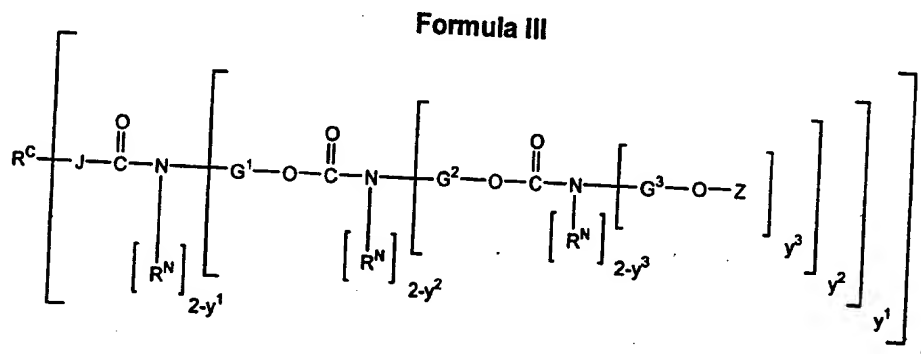 Formula III
O O O
R^C J C N G^1 O C N G^2 O C N G^3 O Z
R^N R^N R^N y^3
2-y^1 2-y^2 2-y^3 y^2
y^1